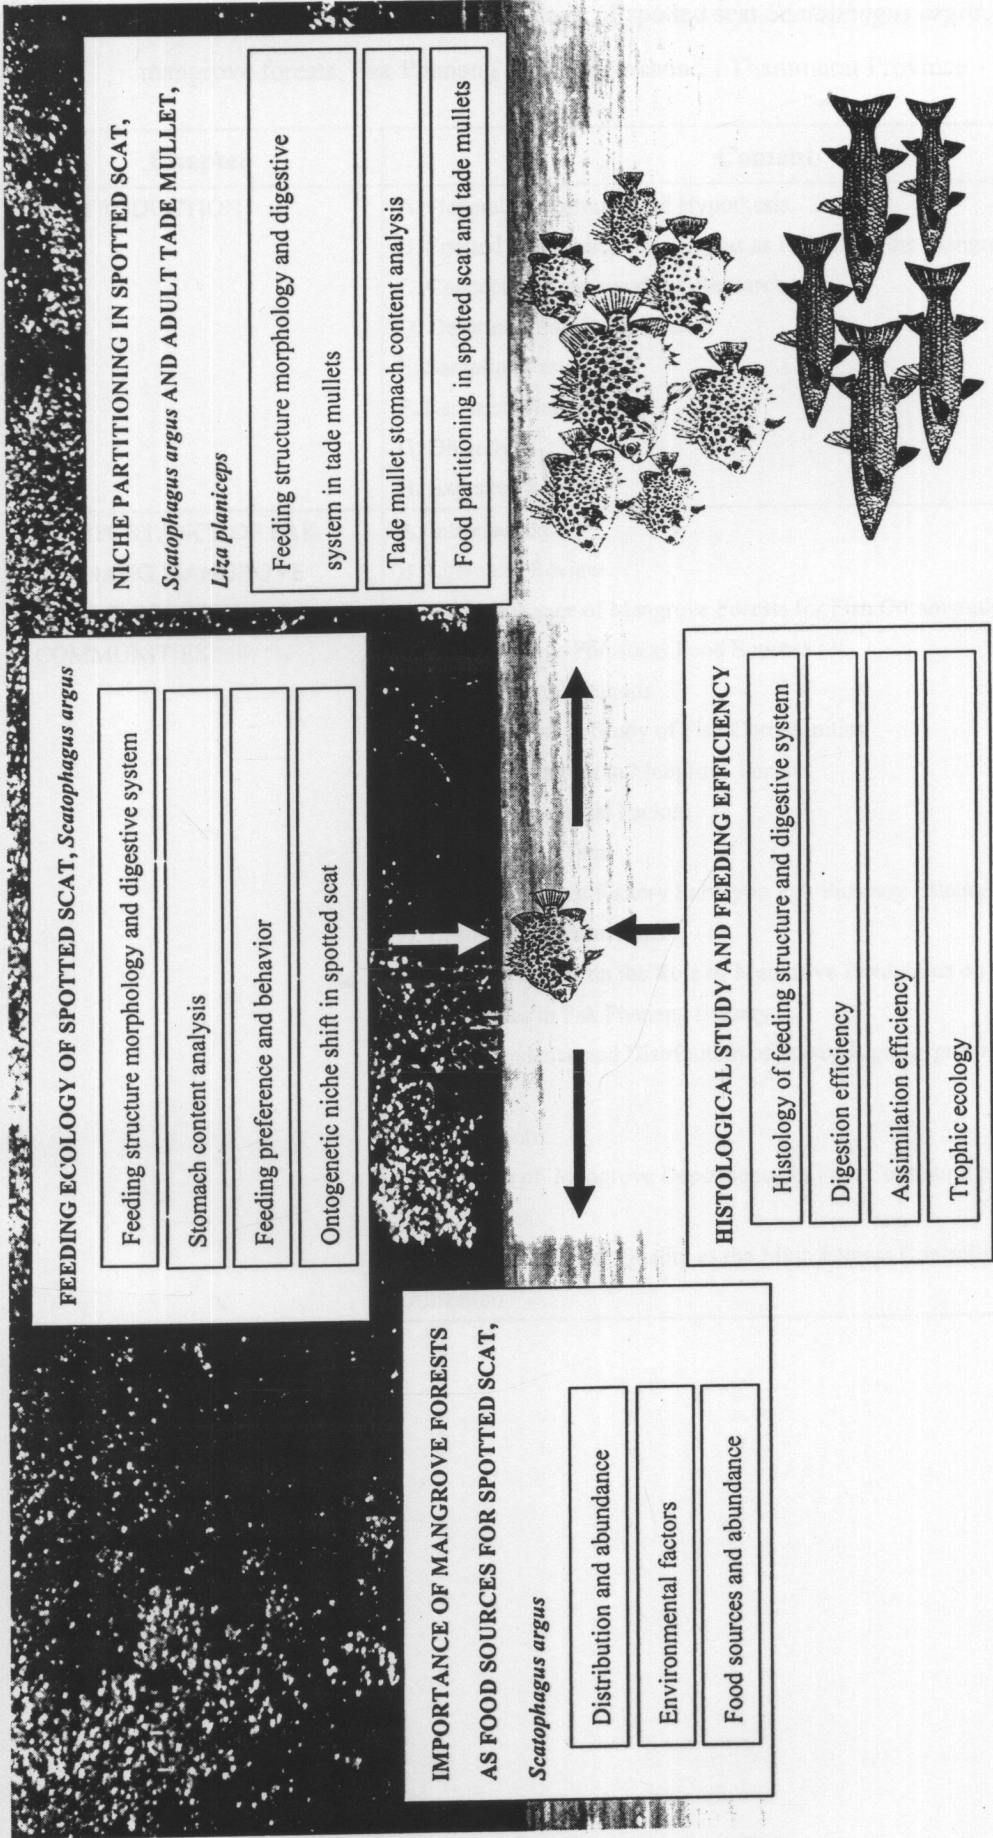 IMPORTANCE OF MANGROVE FORESTS
AS FOOD SOURCES FOR SPOTTED SCAT,
Scatophagus argus
Distribution and abundance
Environmental factors
Food sources and abundance
FEEDING ECOLOGY OF SPOTTED SCAT, Scatophagus argus
Feeding structure morphology and digestive system
Stomach content analysis
Feeding preference and behavior
Ontogenetic niche shift in spotted scat
HISTOLOGICAL STUDY AND FEEDING EFFICIENCY
Histology of feeding structure and digestive system
Digestion efficiency
Assimilation efficiency
Trophic ecology
NICHE PARTITIONING IN SPOTTED SCAT,
Scatophagus argus AND ADULT TADE MULLET,
Liza planiceps
Feeding structure morphology and digestive
system in tade mullets
Tade mullet stomach content analysis
Food partitioning in spotted scat and tade mullets